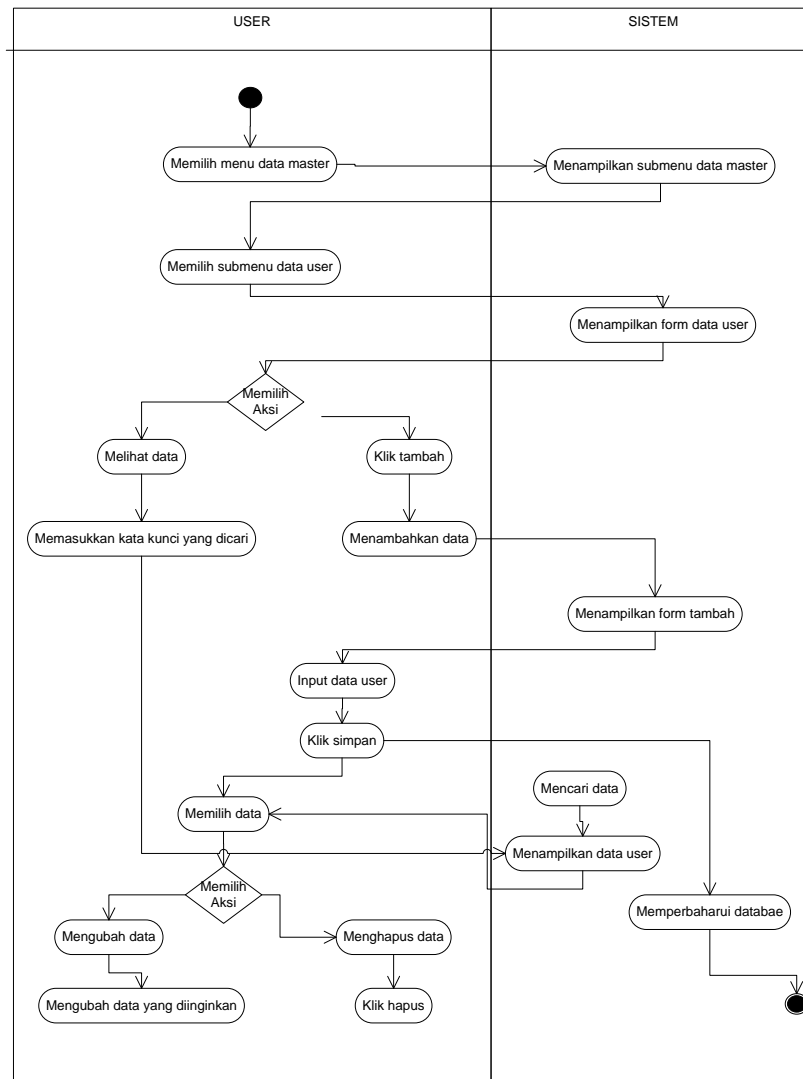 USER
SISTEM
Memilih menu data master
Menampilkan submenu data master
Memilih submenu data user
Menampilkan form data user
Memilih
Aksi
Melihat data
Klik tambah
Memasukkan kata kunci yang dicari
Menambahkan data
Menampilkan form tambah
Input data user
Klik simpan
Mencari data
Memilih data
Menampilkan data user
Memilih
Aksi
Memperbaharui databae
Mengubah data
Menghapus data
Mengubah data yang diinginkan
Klik hapus